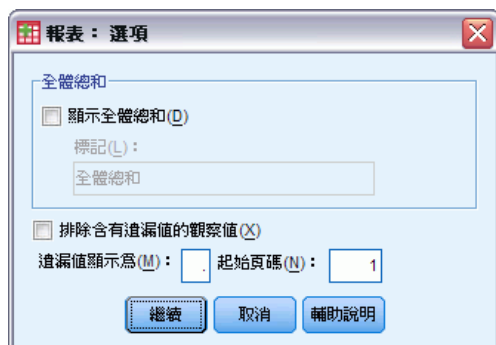 報表： 選項
全體總和
顯示全體總和(D)
標記(L)：
全體總和
排除含有遺漏值的觀察值(X)
遺漏值顯示為(M)： . 起始頁碼(N)： 1
繼續 取消 輔助說明